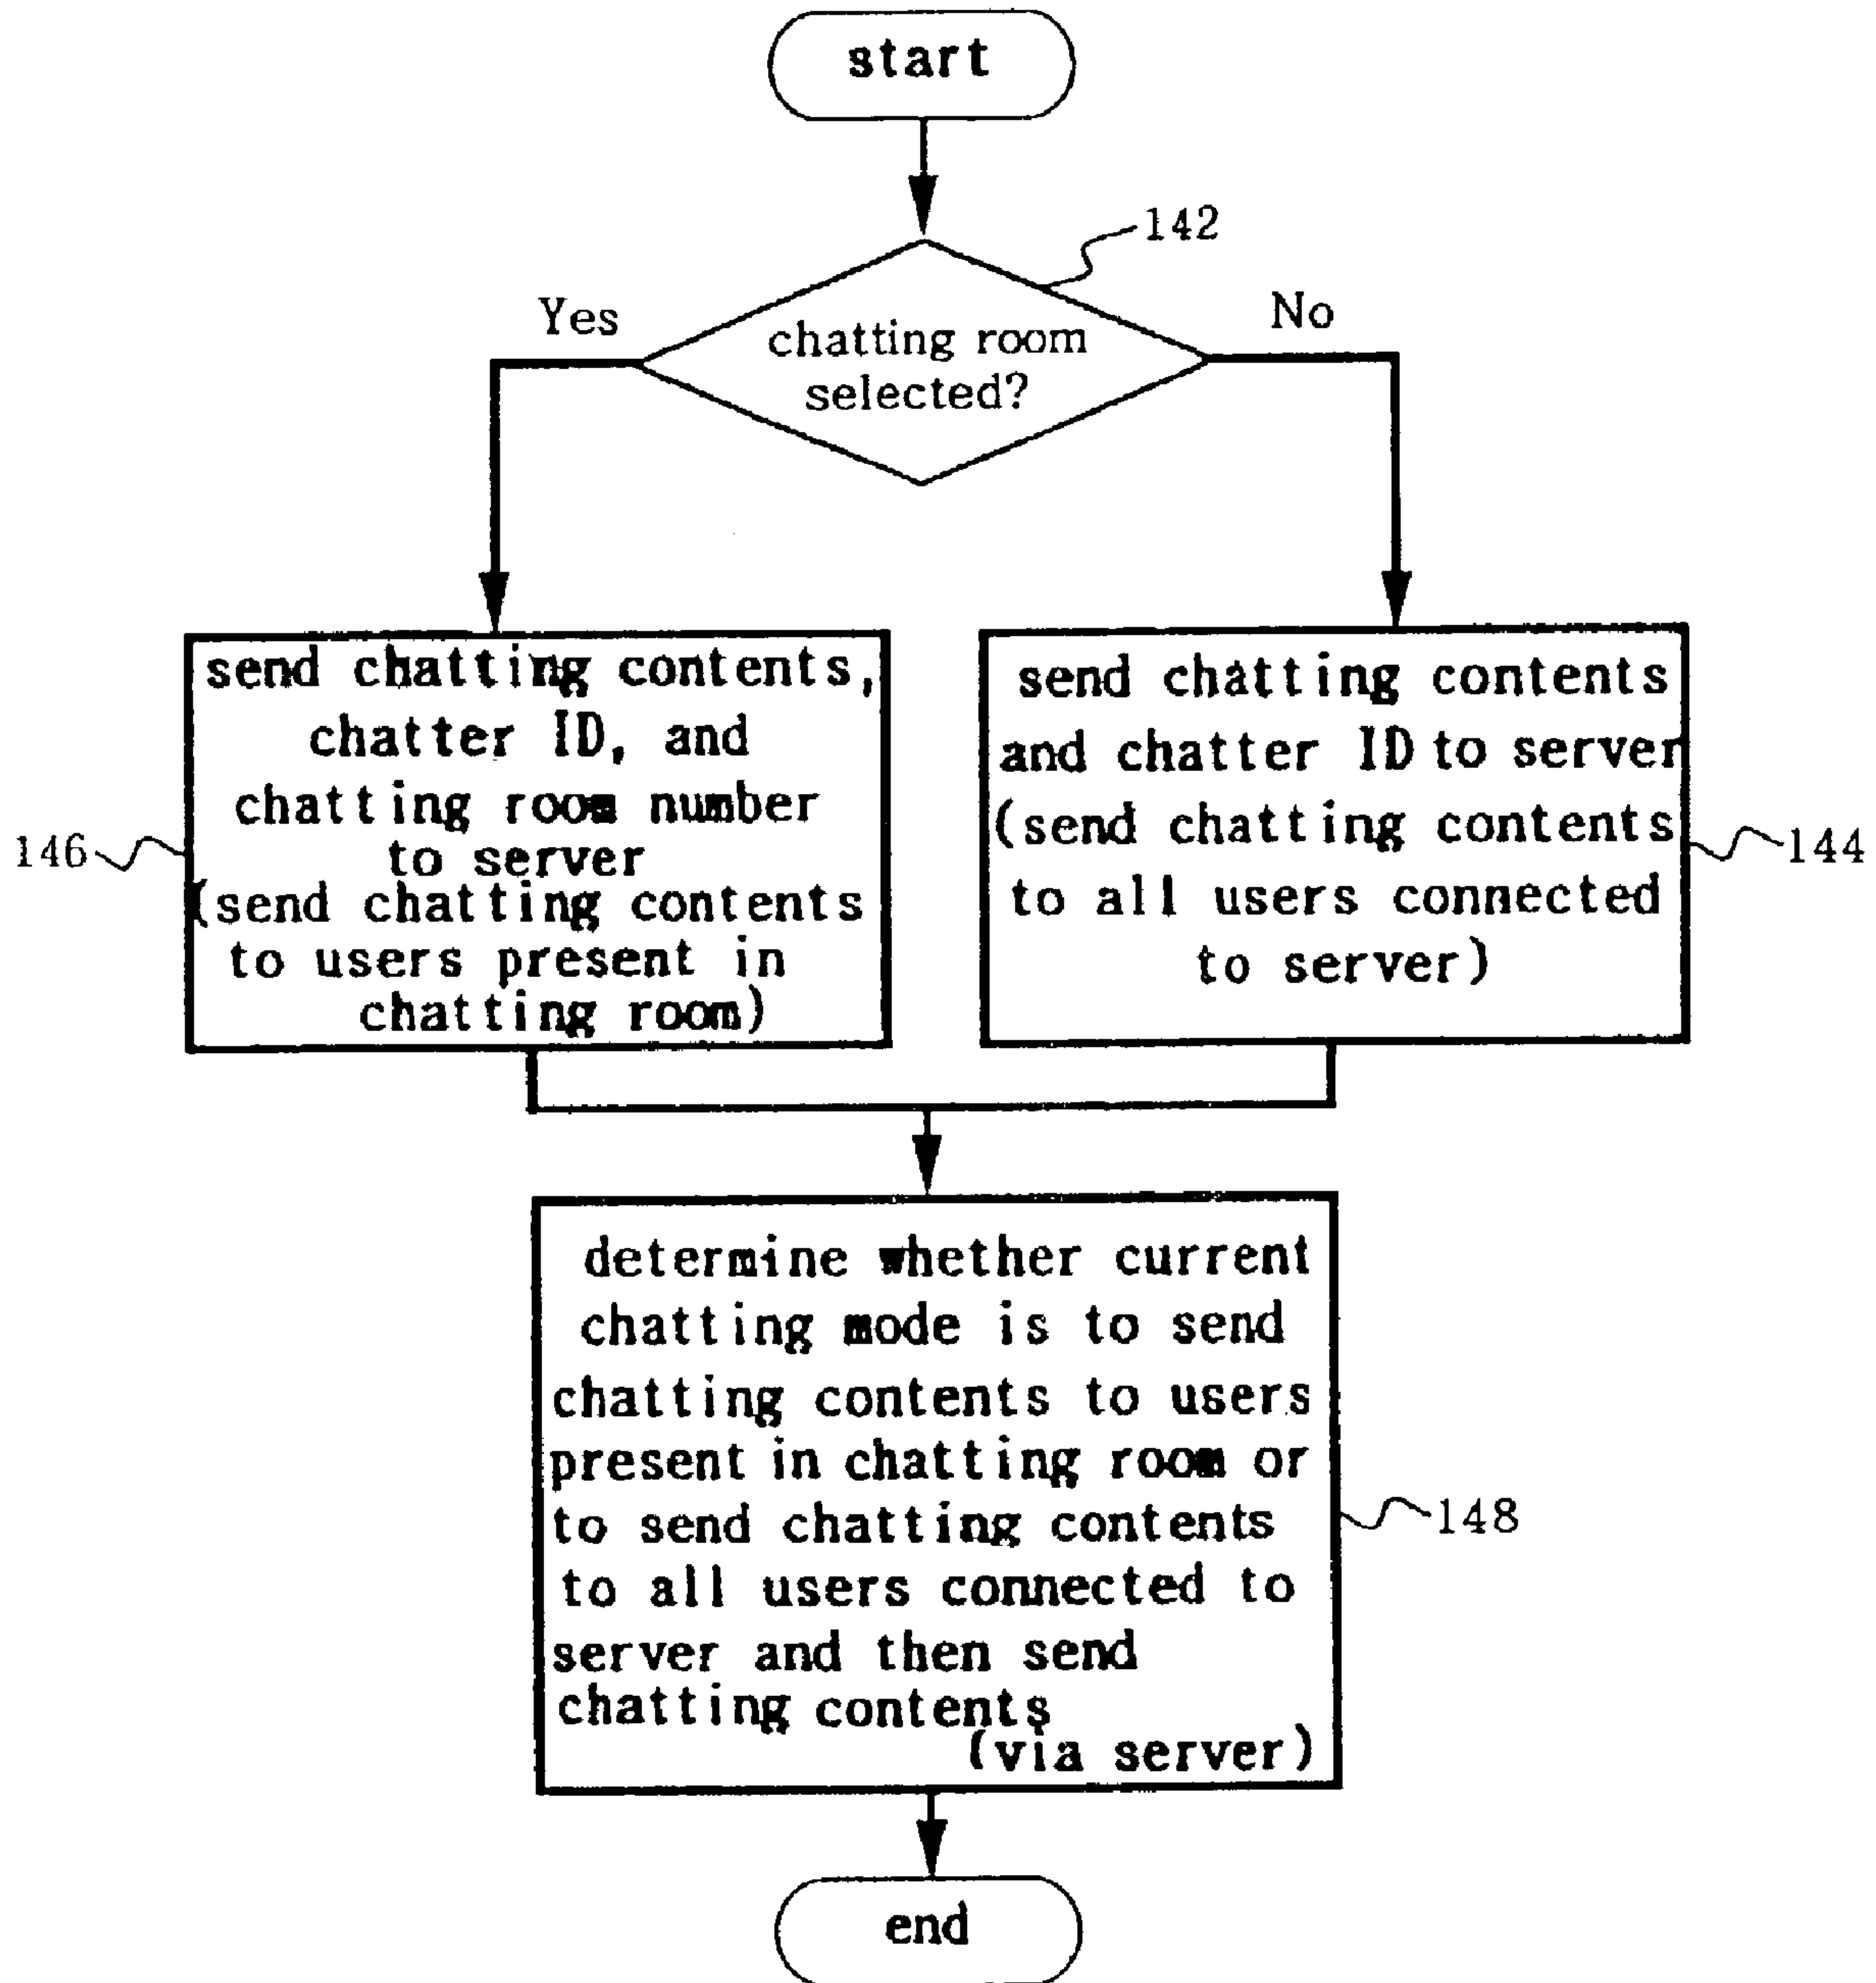 start
142
Yes
No
chatting room
selected?
send chatting contents,
chatter ID, and
chatting room number
to server
(send chatting contents
to users present in
chatting room)
146
send chatting contents
and chatter ID to server
(send chatting contents
to all users connected
to server)
144
determine whether current
chatting mode is to send
chatting contents to users
present in chatting room or
to send chatting contents
to all users connected to
server and then send
chatting contents
(via server)
148
end